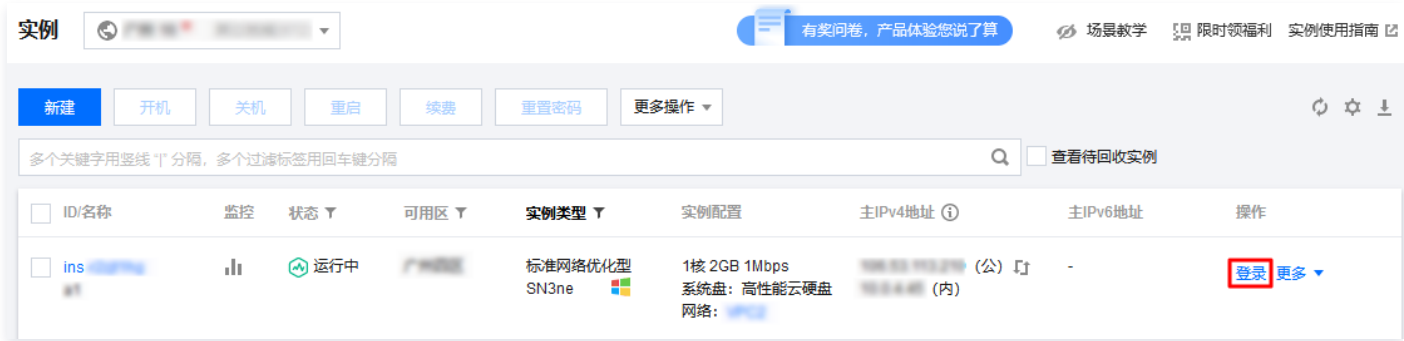 实例
有奖问卷，产品体验您说了算
场景教学
限时领福利
实例使用指南
新建
开机
关机
重启
续费
重置密码
更多操作
多个关键字用竖线 "|" 分隔，多个过滤标签用回车键分隔
查看待回收实例
ID/名称
监控
状态
可用区
实例类型
实例配置
主IPv4地址
主IPv6地址
操作
ins
运行中
标准网络优化型
SN3ne
1核 2GB 1Mbps
系统盘：高性能云硬盘
网络：
(公)
(内)
-
登录
更多